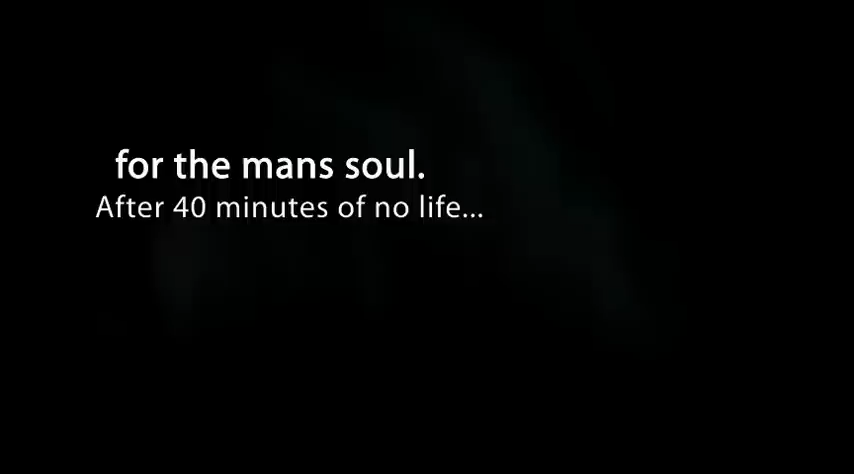 for the mans soul.
After 40 minutes of no life...